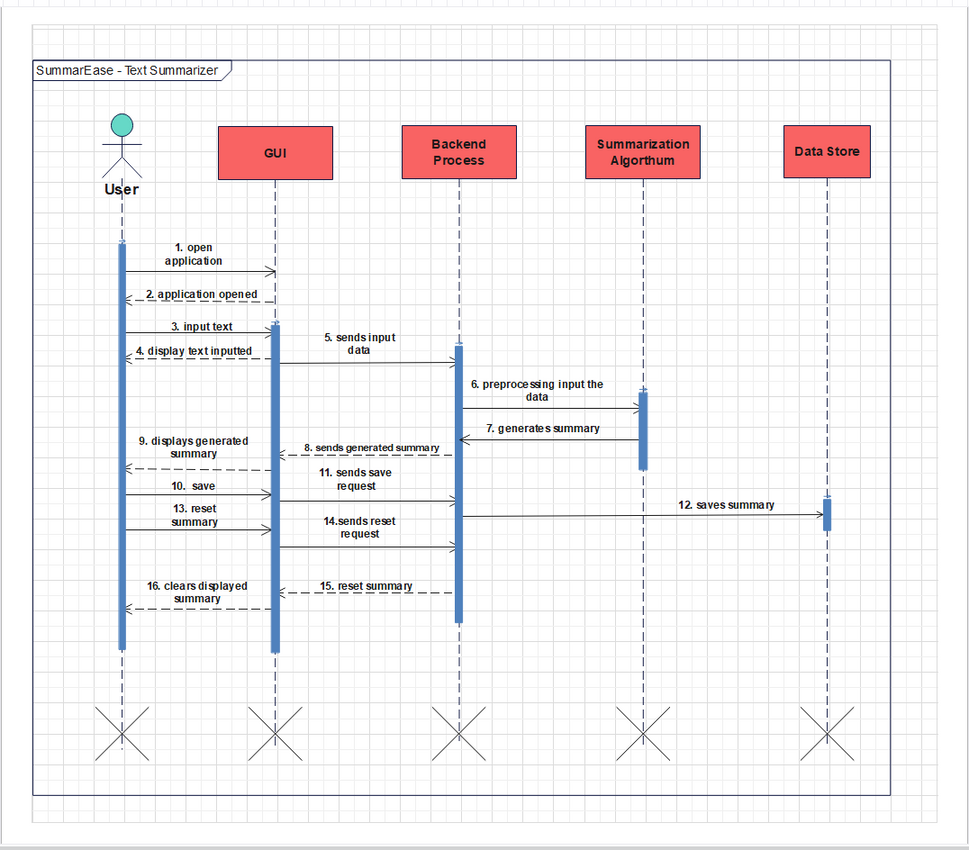 SummarEase - Text Summarizer
User
GUI
Backend
Process
Summarization
Algorthum
Data Store
1. open
application
2. application opened
3. input text
4. display text inputted
5. sends input
data
6. preprocessing input the
data
7. generates summary
8. sends generated summary
9. displays generated
summary
10. save
11. sends save
request
12. saves summary
13. reset
summary
14.sends reset
request
15. reset summary
16. clears displayed
summary